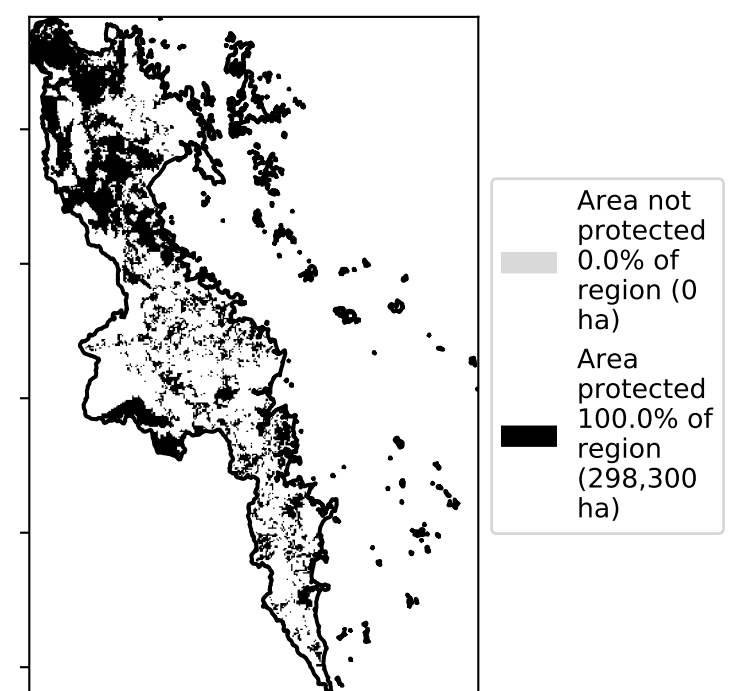 Area not
protected
0.0% of
region (0
ha)
Area
protected
100.0% of
region
(298,300
ha)